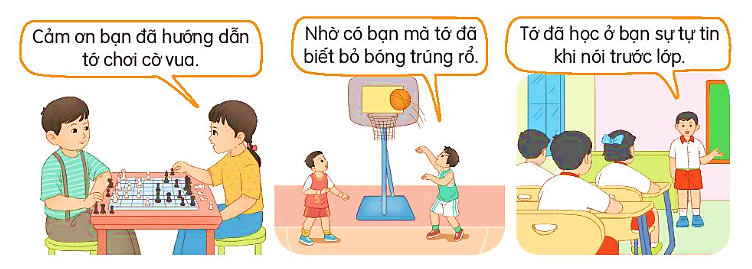 Cảm ơn bạn đã hướng dẫn
tớ chơi cờ vua.
Nhờ có bạn mà tớ đã
biết bỏ bóng trúng rổ.
Tớ đã học ở bạn sự tự tin
khi nói trước lớp.
5